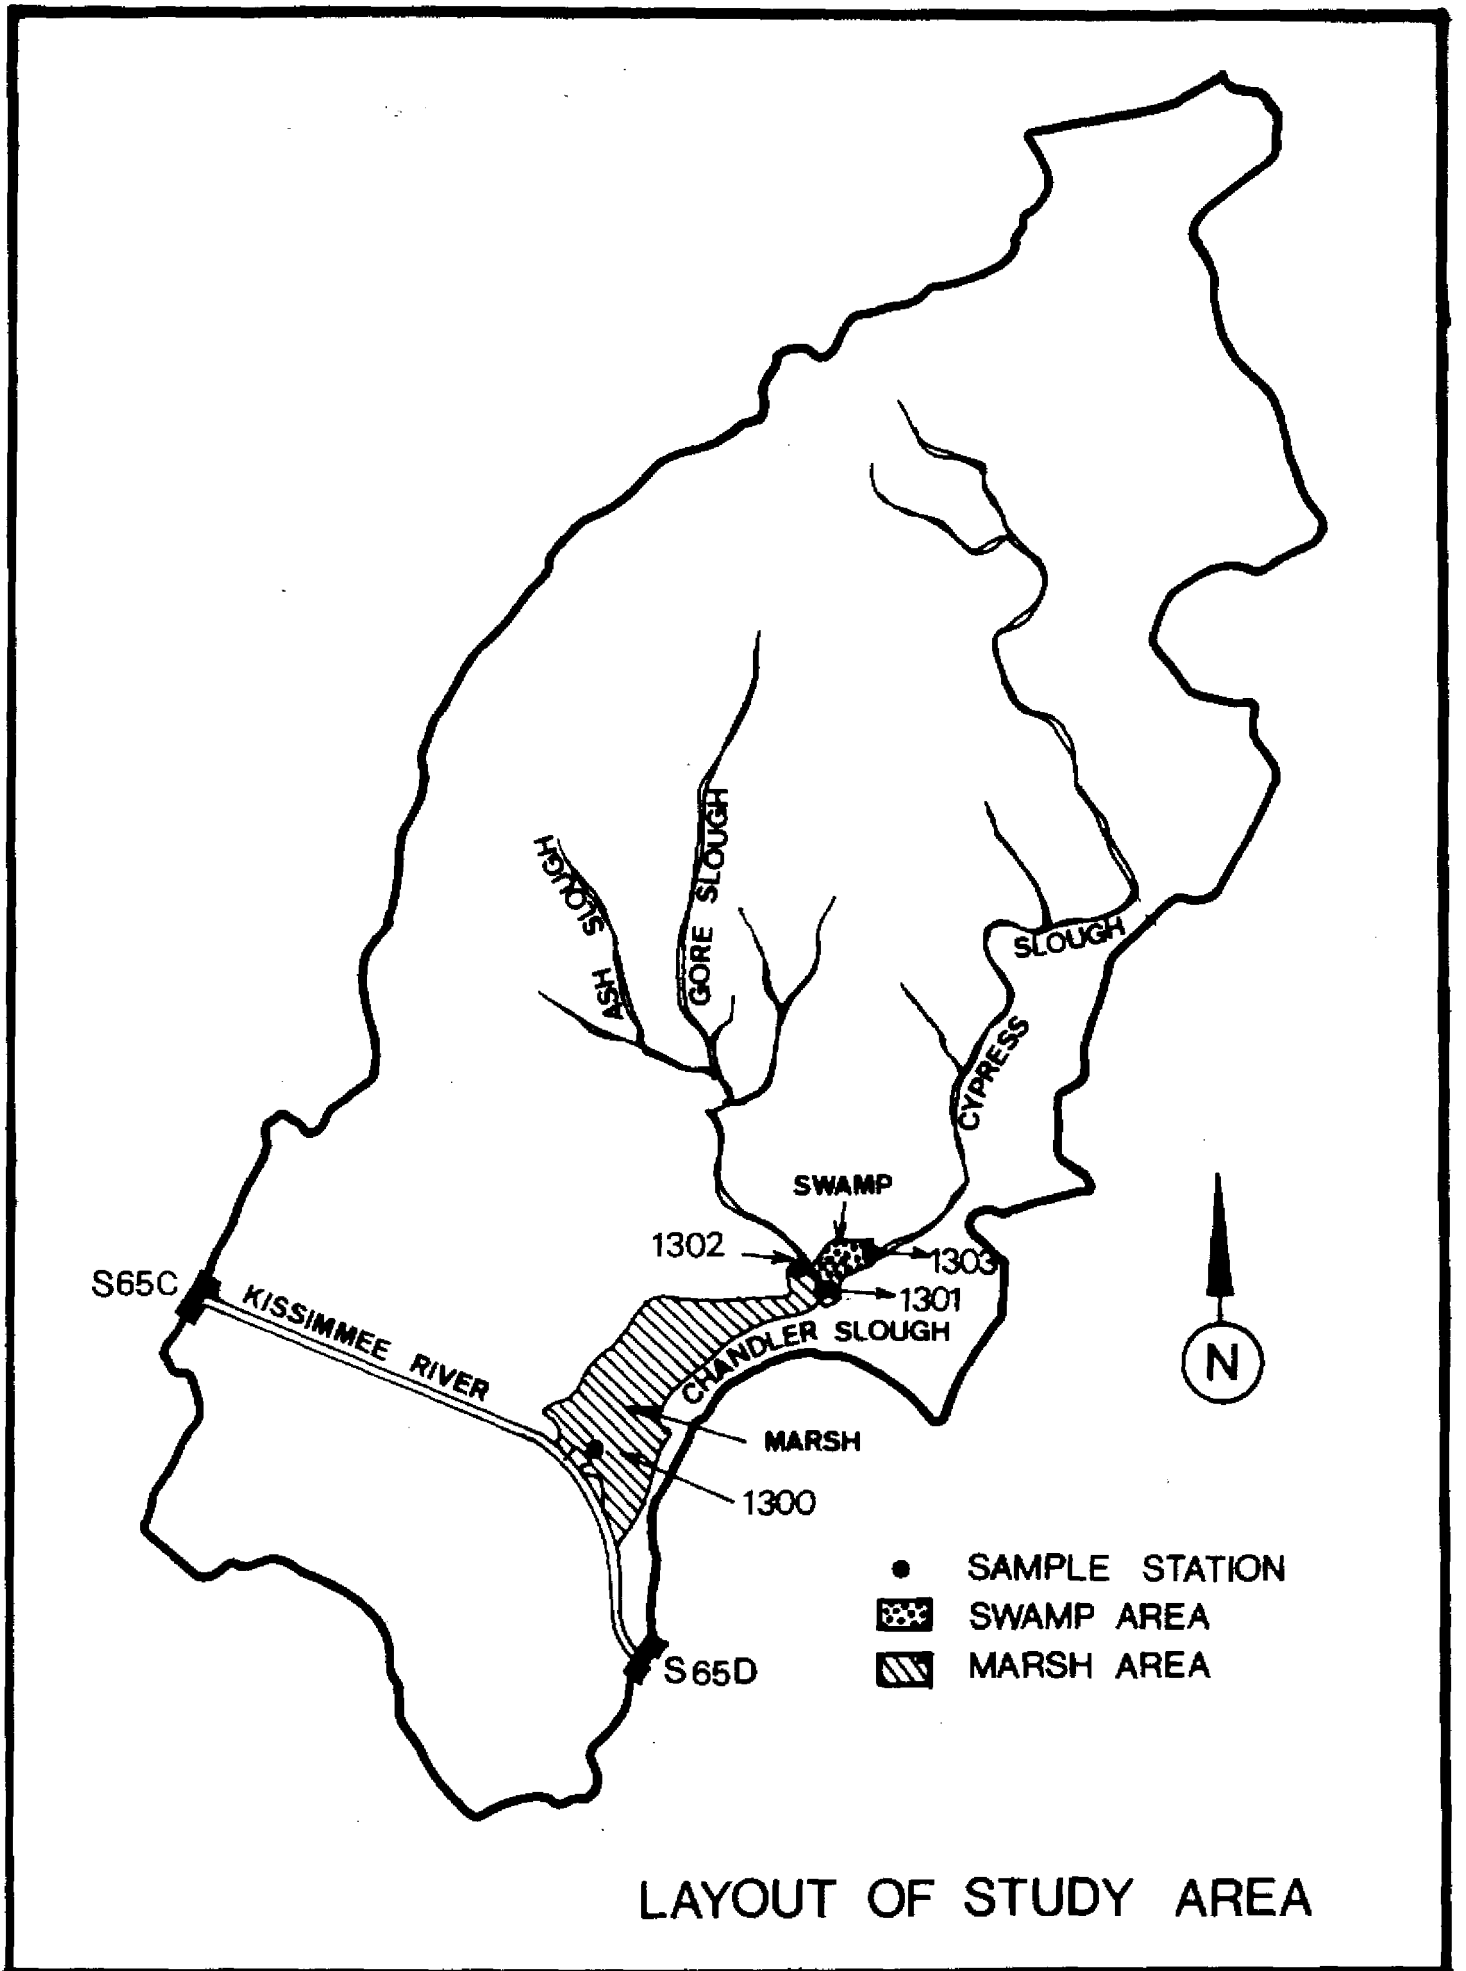 ASH SLOUGH
GORE SLOUGH
SLOUGH
CYPRESS
SWAMP
1302
1303
S65C
1301
KISSIMMEE RIVER
CHANDLER SLOUGH
MARSH
1300
N
SAMPLE STATION
SWAMP AREA
MARSH AREA
S65D
LAYOUT OF STUDY AREA